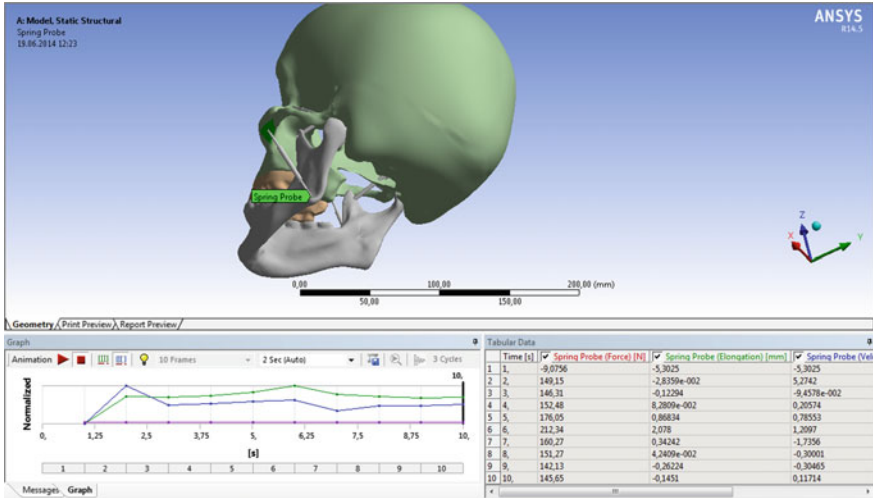 A: Model, Static Structural
Spring Probe
19.06.2014 12:23
ANSYS
R14.5
Spring Probe
Z
X
Y
0,00 100,00 200,00 (mm)
50,00 150,00
Geometry Print Preview Report Preview
Graph
Animation 10 Frames 2 Sec (Auto) 3 Cycles
10,
Normalized
0, 1,25 2,5 3,75 5, 6,25 7,5 8,75 10,
[s]
1 2 3 4 5 6 7 8 9 10
Messages Graph
Tabular Data
Time [s] Spring Probe (Force) [N] Spring Probe (Elongation) [mm] Spring Probe (Vel
1 1, -9,0756 -5,3025 -5,3025
2 2, 149,15 -2,8359e-002 5,2742
3 3, 146,31 -0,12294 -9,4578e-002
4 4, 152,48 8,2809e-002 0,20574
5 5, 176,05 0,86834 0,78553
6 6, 212,34 2,078 1,2097
7 7, 160,27 0,34242 -1,7356
8 8, 151,27 4,2409e-002 -0,30001
9 9, 142,13 -0,26224 -0,30465
10 10, 145,65 -0,1451 0,11714